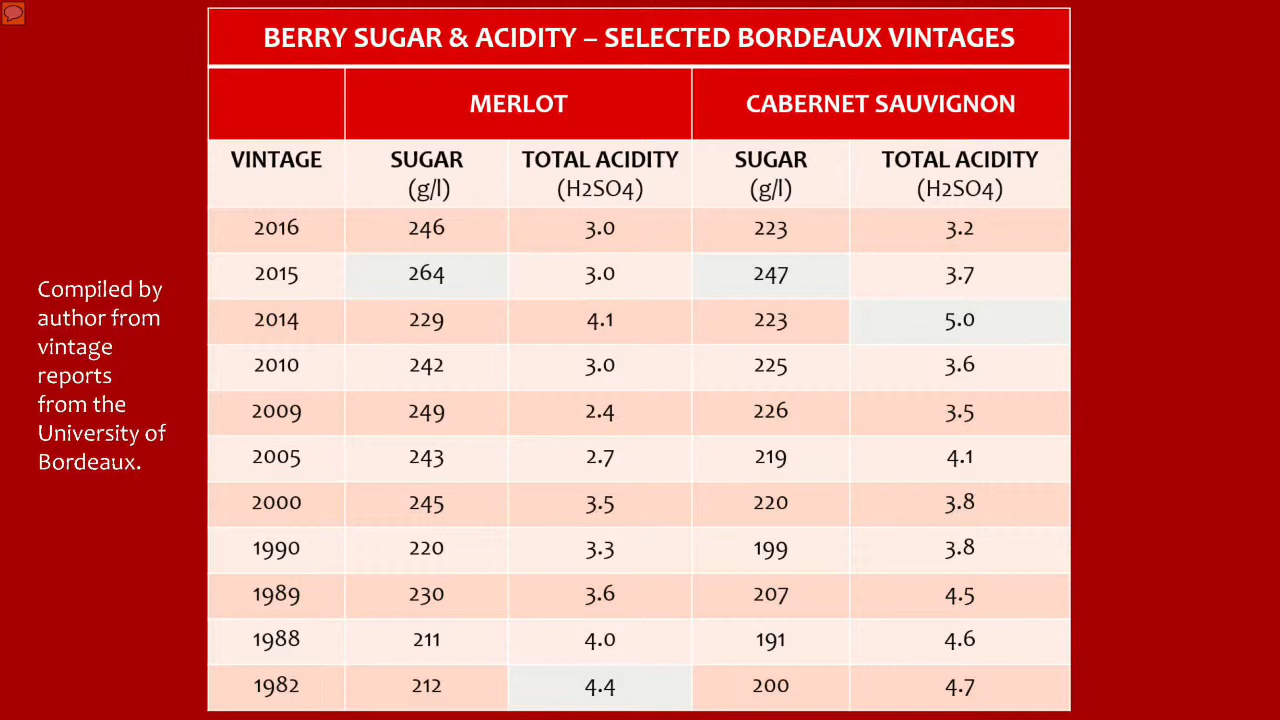 BERRY SUGAR & ACIDITY – SELECTED BORDEAUX VINTAGES
MERLOT CABERNET SAUVIGNON
VINTAGE SUGAR TOTAL ACIDITY SUGAR TOTAL ACIDITY
(g/l) (H2SO4) (g/l) (H2SO4)
2016 246 3.0 223 3.2
2015 264 3.0 247 3.7
2014 229 4.1 223 5.0
2010 242 3.0 225 3.6
2009 249 2.4 226 3.5
2005 243 2.7 219 4.1
2000 245 3.5 220 3.8
1990 220 3.3 199 3.8
1989 230 3.6 207 4.5
1988 211 4.0 191 4.6
1982 212 4.4 200 4.7
Compiled by
author from
vintage
reports
from the
University of
Bordeaux.